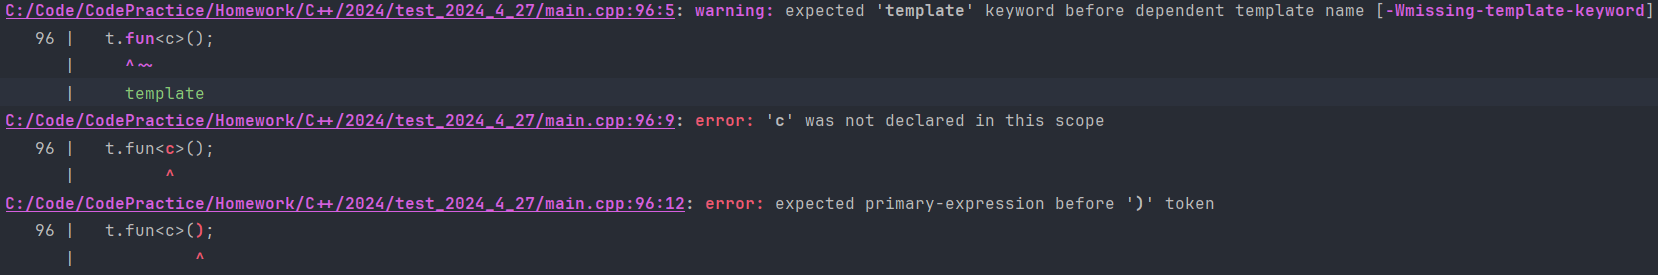 C:/Code/CodePractice/Homework/C++/2024/test_2024_4_27/main.cpp:96:5: warning: expected 'template' keyword before dependent template name [-Wmissing-template-keyword]
   96 |   t.fun<c>();
      |     ^~~
      |     template
C:/Code/CodePractice/Homework/C++/2024/test_2024_4_27/main.cpp:96:9: error: 'c' was not declared in this scope
   96 |   t.fun<c>();
      |         ^
C:/Code/CodePractice/Homework/C++/2024/test_2024_4_27/main.cpp:96:12: error: expected primary-expression before ')' token
   96 |   t.fun<c>();
      |            ^